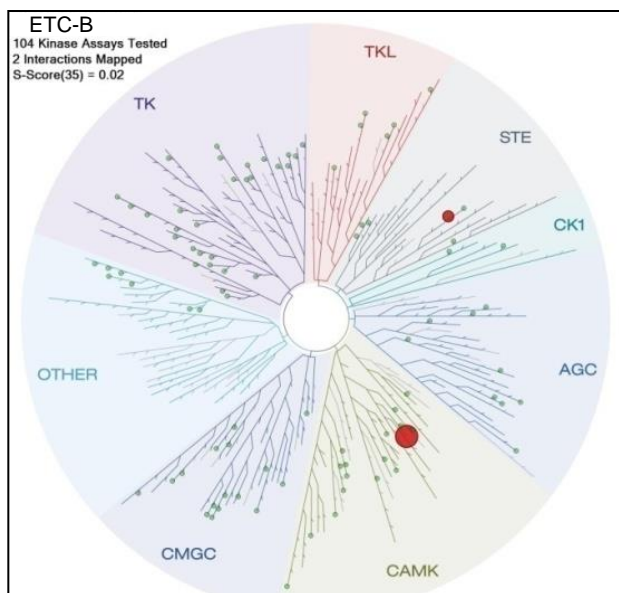 ETC-B
104 Kinase Assays Tested
2 Interactions Mapped
S-Score(35) = 0.02
TKL
TK
STE
CK1
OTHER
AGC
CMGC
CAMK